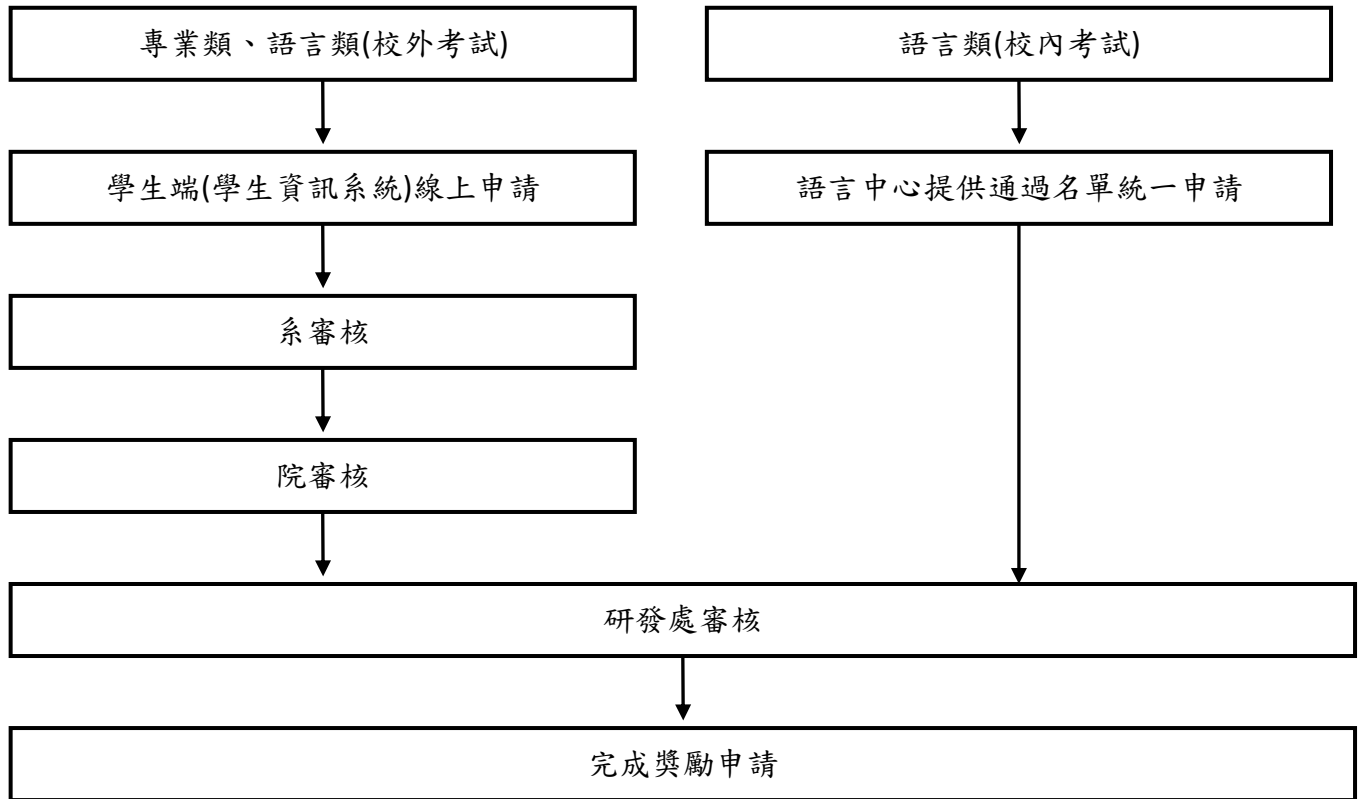 專業類、語言類(校外考試)
語言類(校內考試)
學生端(學生資訊系統)線上申請
語言中心提供通過名單統一申請
系審核
院審核
研發處審核
完成獎勵申請